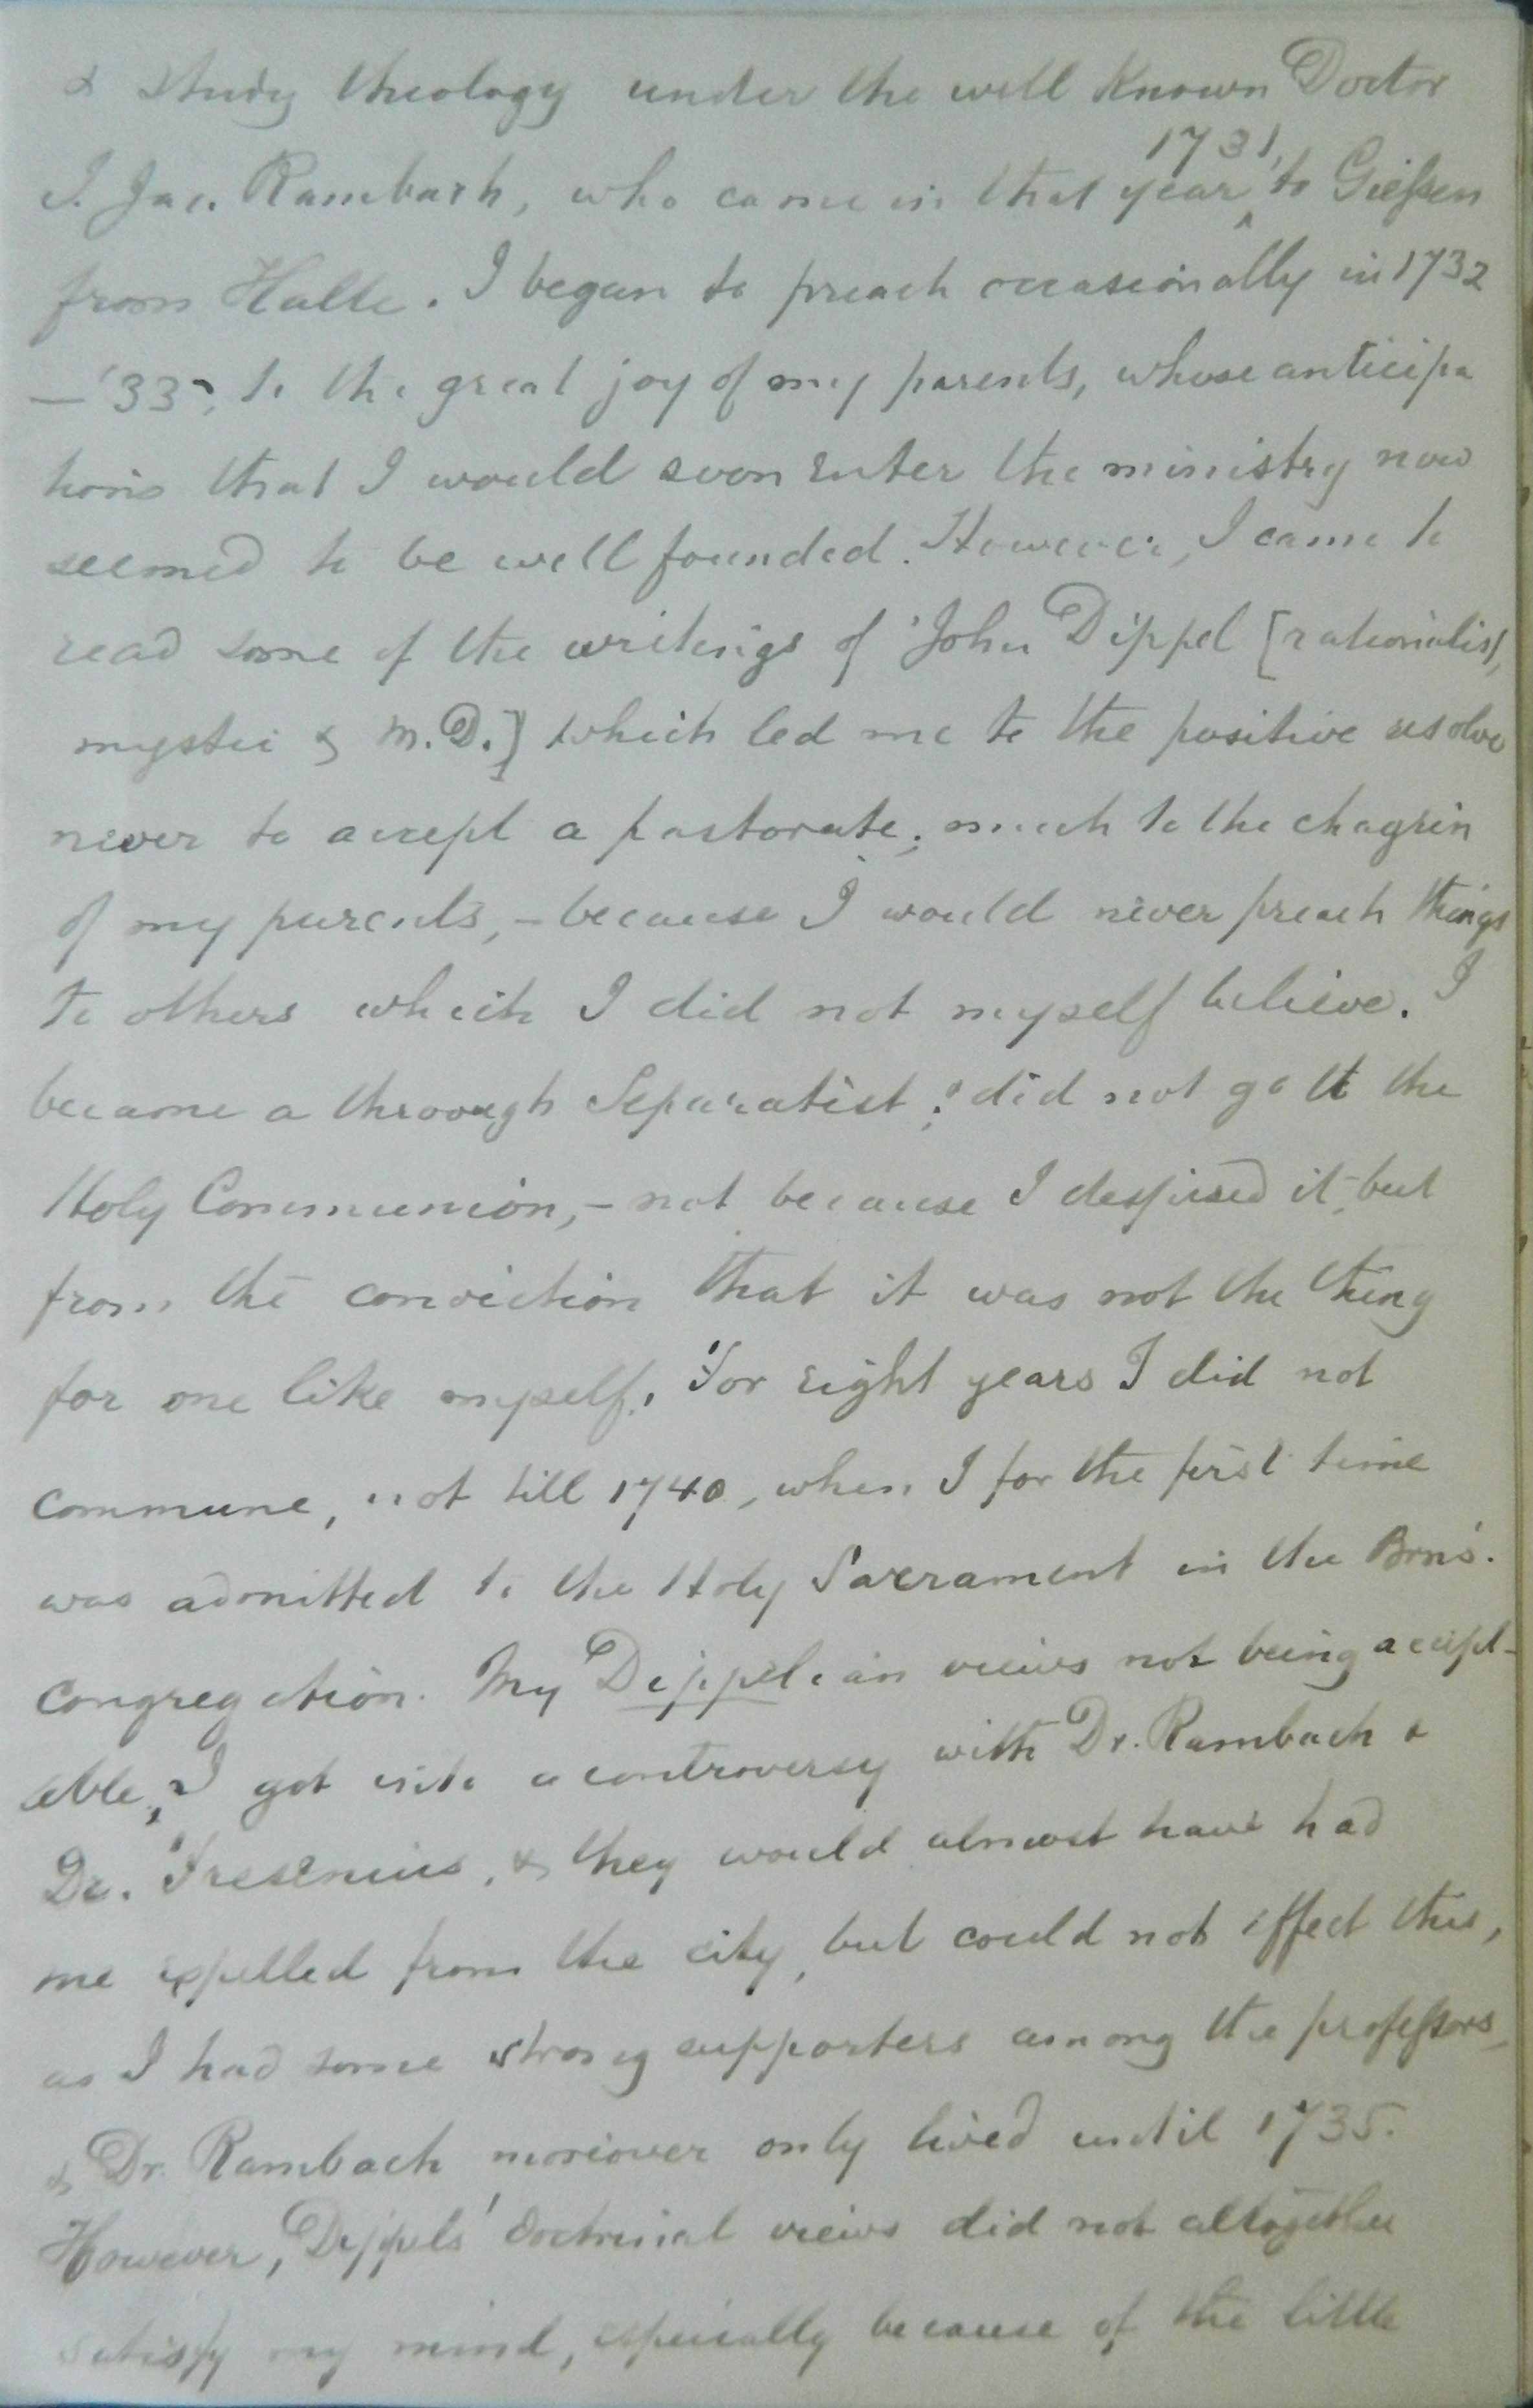 & study theology under the well known Doctor
J. Jac. Rambach, who came in that year ^1731, to Gießen
from Halle. I began to preach occasionally in 1732
—'33, to the great joy of my parents, whose anticipa
tions that I would soon enter the ministry now
seemed to be well founded. However, I came to
read some of the writings of John Dippel [rationalist,
mystic & M.D.] which led me to the positive resolve
never to accept a pastorate; much to the chagrin
of my parents, – because I would never preach things
to others which I did not myself believe. I
became a through Separatist; did not go to the
Holy Communion, – not because I despised it, but
from the conviction that it was not the thing
for one like myself. For eight years I did not
commune, not till 1740, when I for the first time
was admitted to the Holy Sacrament in the Brn's.
congregation. My Dippelian views not being accept-
able, I got into a controversy with Dr. Rambach &
Dr. Fresenius, & they would almost have had
me expelled from the city, but could not effect this,
as I had some strong supporters among the profeßors
& Dr. Rambach moreover only lived until 1735.
However, Dippels' doctrinal views did not altogether
satisfy my mind, especially because of the little